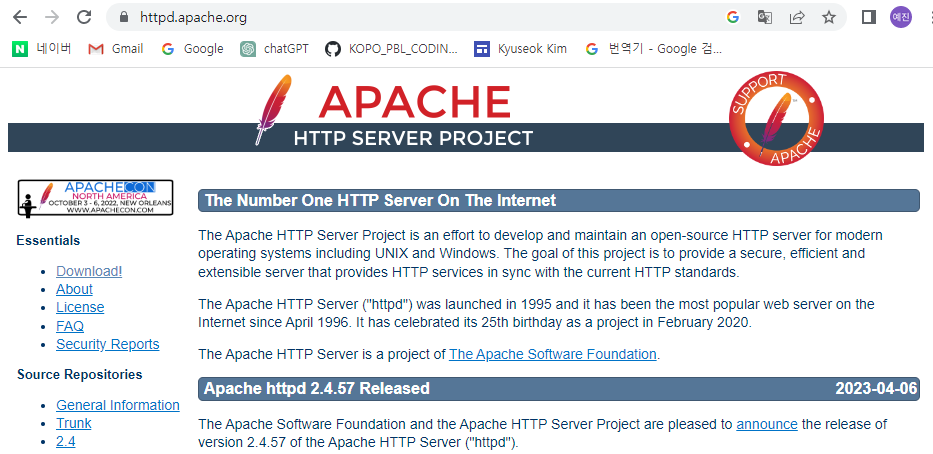 httpd.apache.org
예진
네이버
Gmail
Google
chatGPT
KOPO_PBL_CODIN...
Kyuseok Kim
번역기 - Google 검...
APACHE
HTTP SERVER PROJECT
SUPPORT
APACHE
APACHECON
NORTH AMERICA
OCTOBER 3 - 6, 2022, NEW ORLEANS
WWW.APACHECON.COM
Essentials
Download!
About
License
FAQ
Security Reports
Source Repositories
General Information
Trunk
2.4
The Number One HTTP Server On The Internet
The Apache HTTP Server Project is an effort to develop and maintain an open-source HTTP server for modern
operating systems including UNIX and Windows. The goal of this project is to provide a secure, efficient and
extensible server that provides HTTP services in sync with the current HTTP standards.
The Apache HTTP Server ("httpd") was launched in 1995 and it has been the most popular web server on the
Internet since April 1996. It has celebrated its 25th birthday as a project in February 2020.
The Apache HTTP Server is a project of The Apache Software Foundation.
Apache httpd 2.4.57 Released 2023-04-06
The Apache Software Foundation and the Apache HTTP Server Project are pleased to announce the release of
version 2.4.57 of the Apache HTTP Server ("httpd").